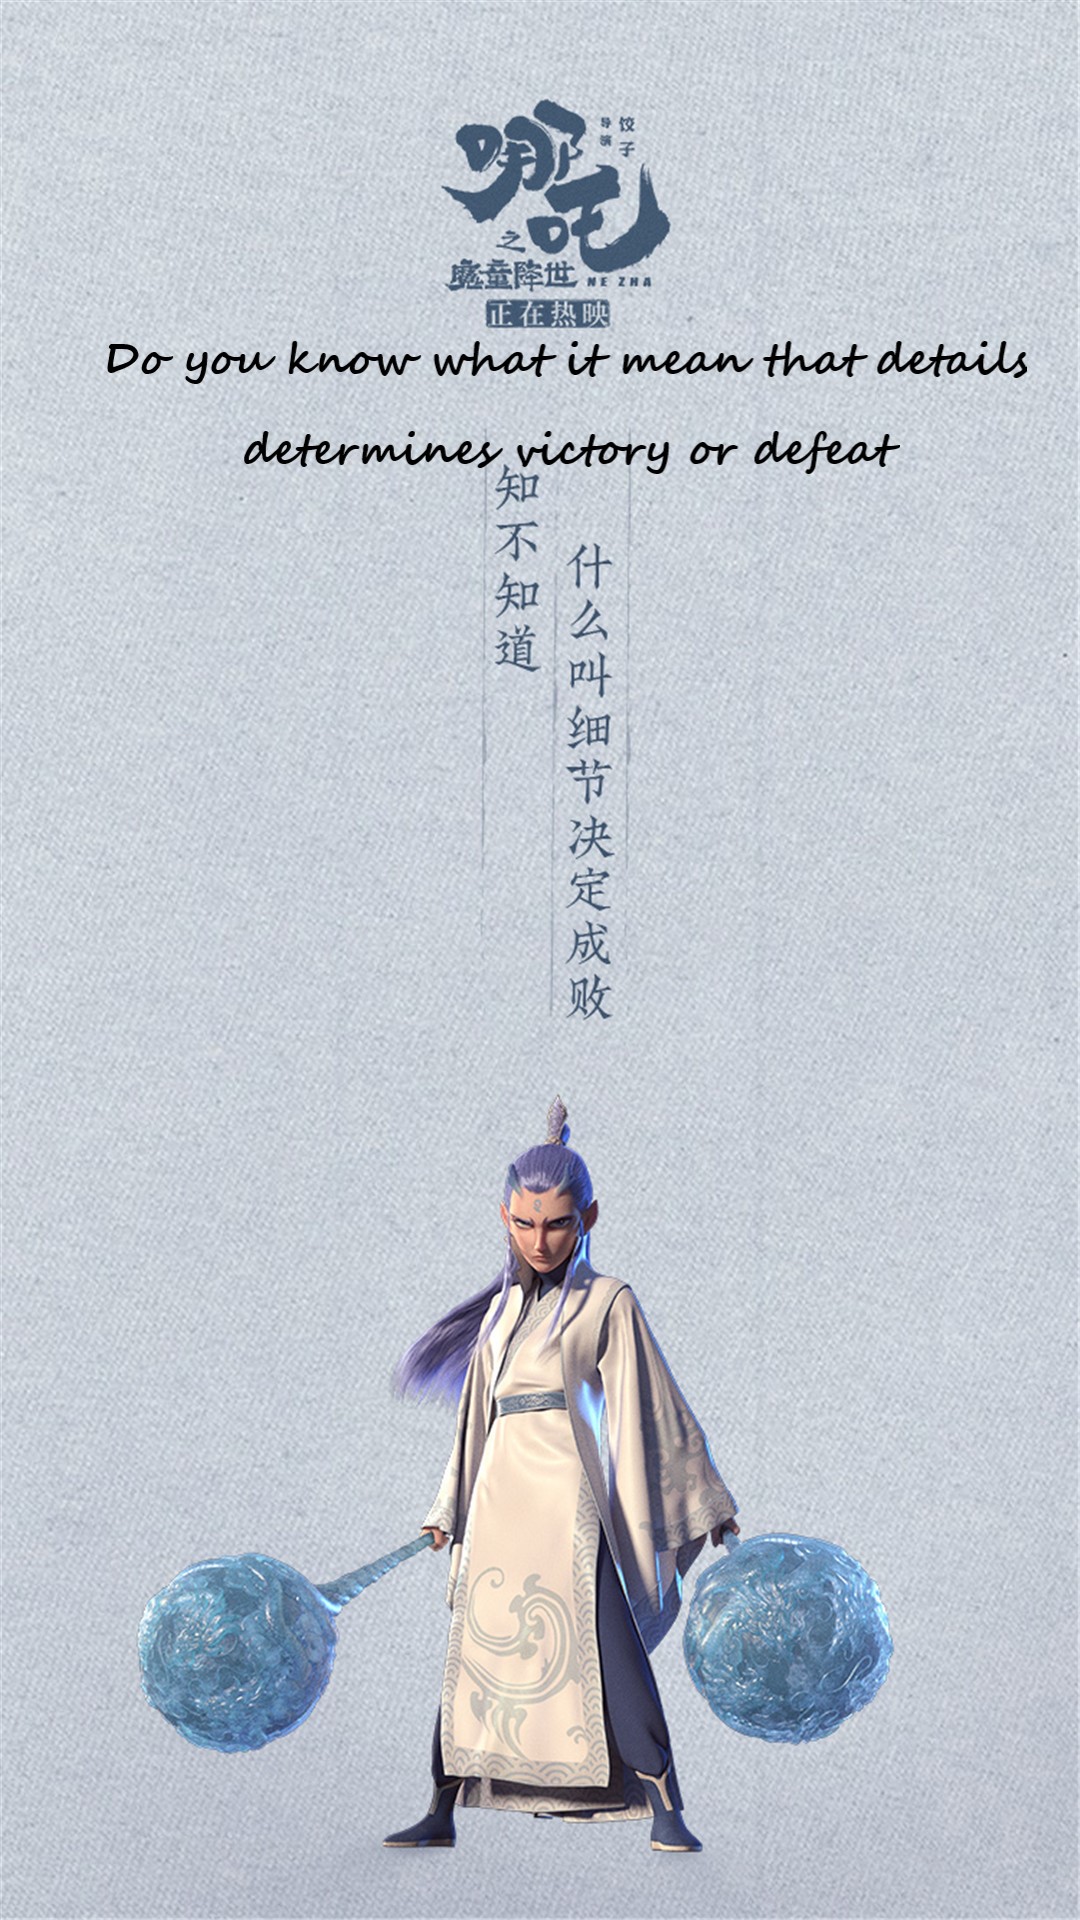 哪吒
之
魔童降世
NE ZHA
导演
饺子
正在热映
Do you know what it mean that details
determines victory or defeat
知不知道
什么叫细节决定成败